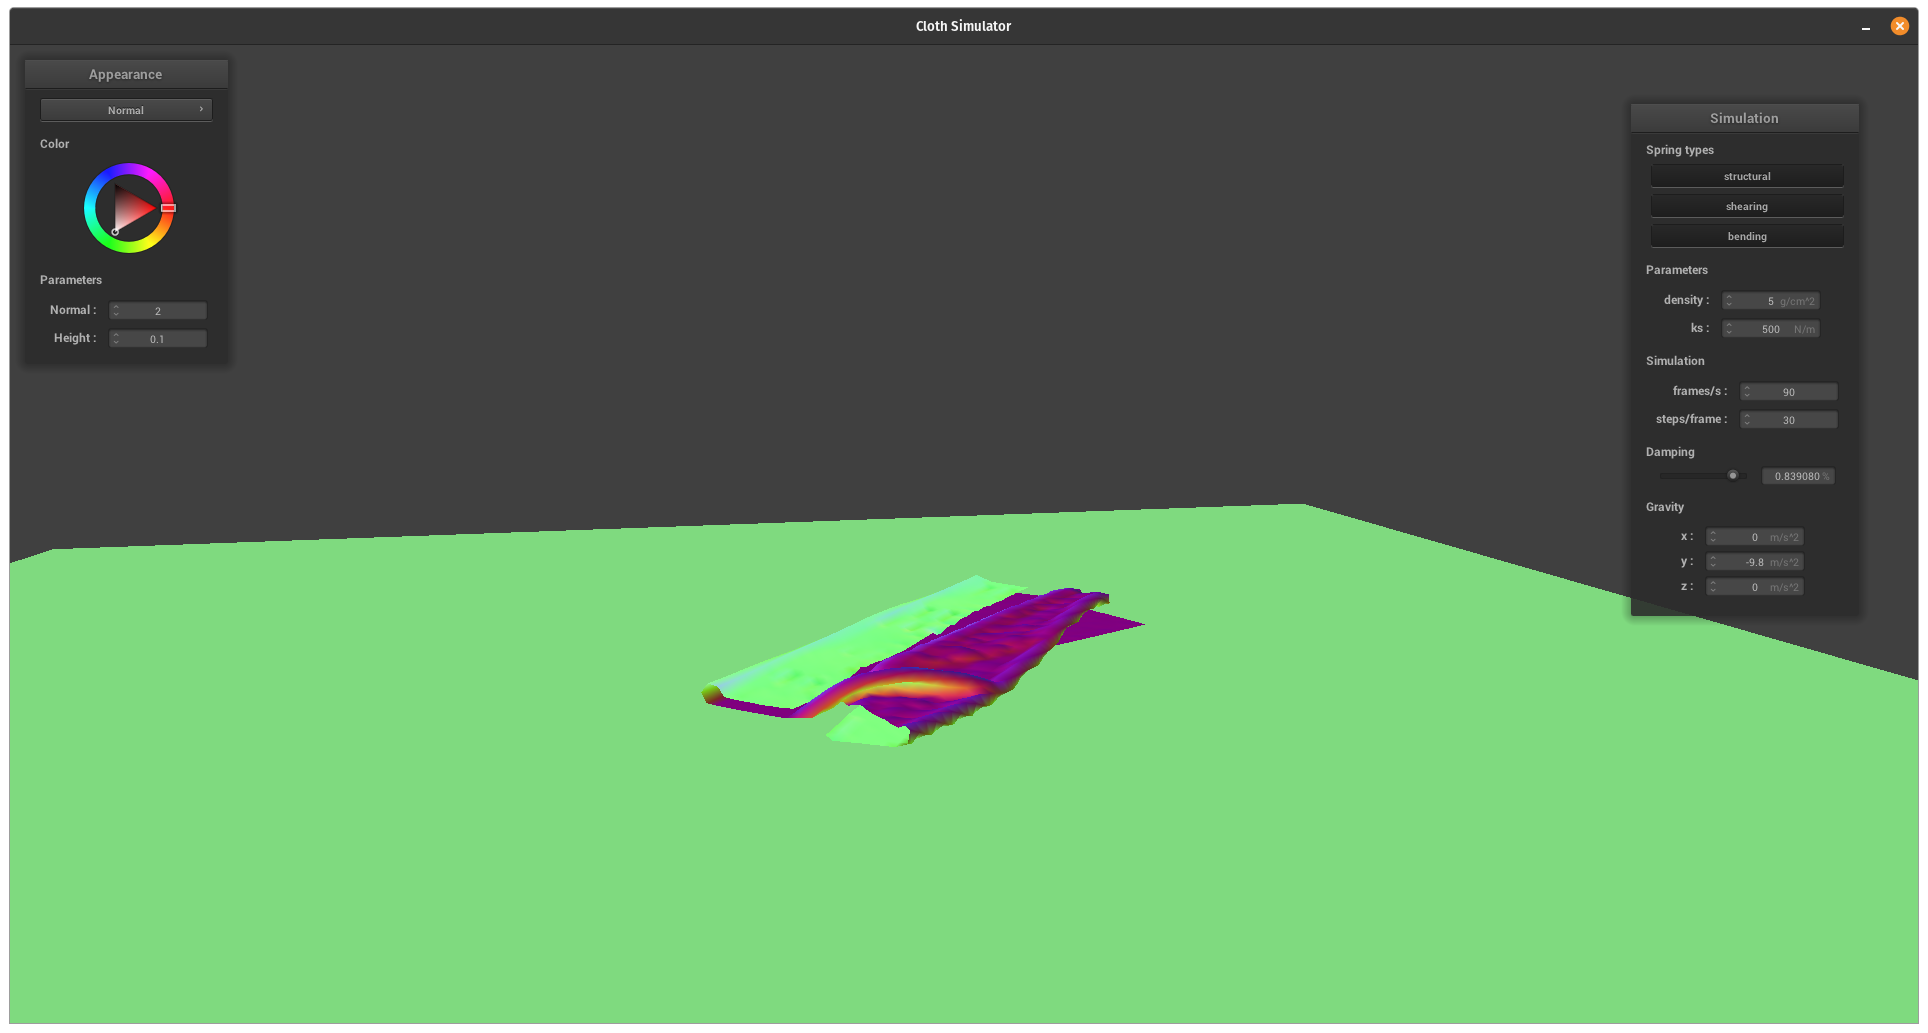 Cloth Simulator
Appearance
Normal
Color
Parameters
Normal : 2
Height : 0.1
Simulation
Spring types
structural
shearing
bending
Parameters
density : 5 g/cm^2
ks : 500 N/m
Simulation
frames/s : 90
steps/frame : 30
Damping
0.839080 %
Gravity
x : 0 m/s^2
y : -9.8 m/s^2
z : 0 m/s^2